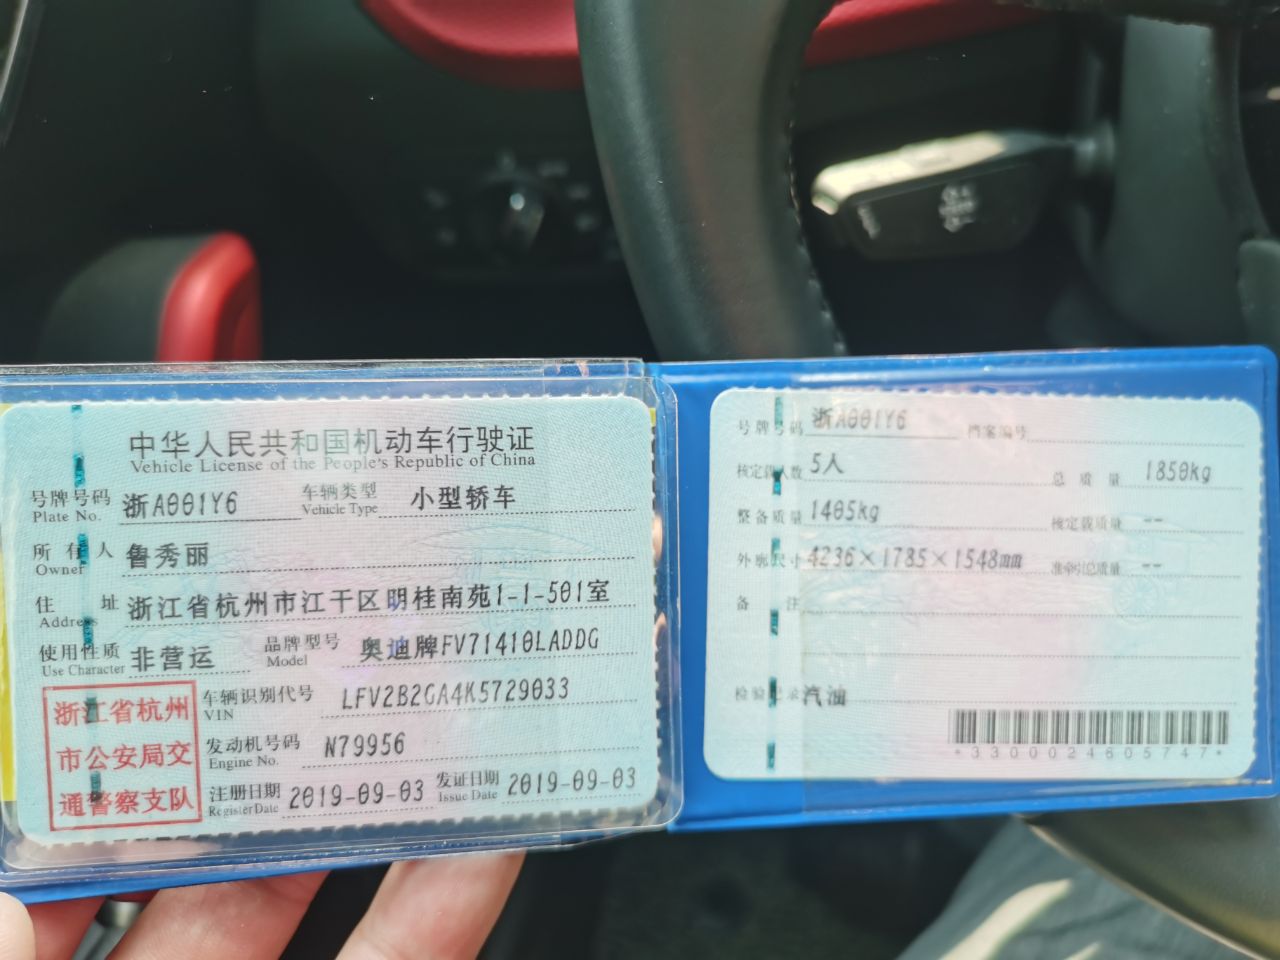 中华人民共和国机动车行驶证
Vehicle License of the People's Republic of China
号牌号码 浙A001Y6 车辆类型 小型轿车
Plate No. Vehicle Type
所有人 鲁秀丽
Owner
住址 浙江省杭州市江干区明桂南苑1-1-501室
Address
使用性质 非营运 品牌型号 奥迪牌FV71410LADDG
Use Character Model
浙江省杭州
市公安局交
通警察支队
车辆识别代号 LFV2B2GA4K5729033
VIN
发动机号码 N79956
Engine No.
注册日期 2019-09-03 发证日期 2019-09-03
Register Date Issue Date
号牌号码 浙A001Y6 档案编号
核定载人数 5人 总质量 1850kg
整备质量 1405kg 核定载质量 --
外廓尺寸 4236×1785×1548mm 准牵引总质量 --
备注
检验记录 汽油
*3300024605747*